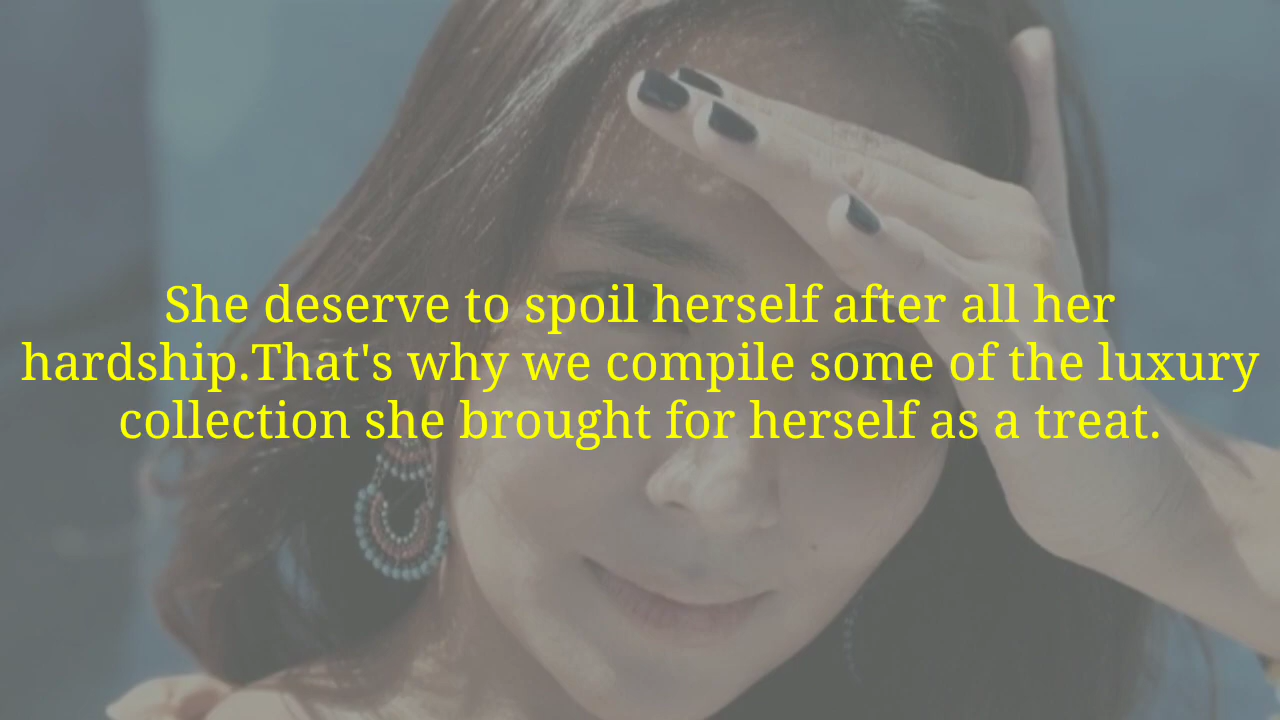 She deserve to spoil herself after all her
hardship.That's why we compile some of the luxury
collection she brought for herself as a treat.